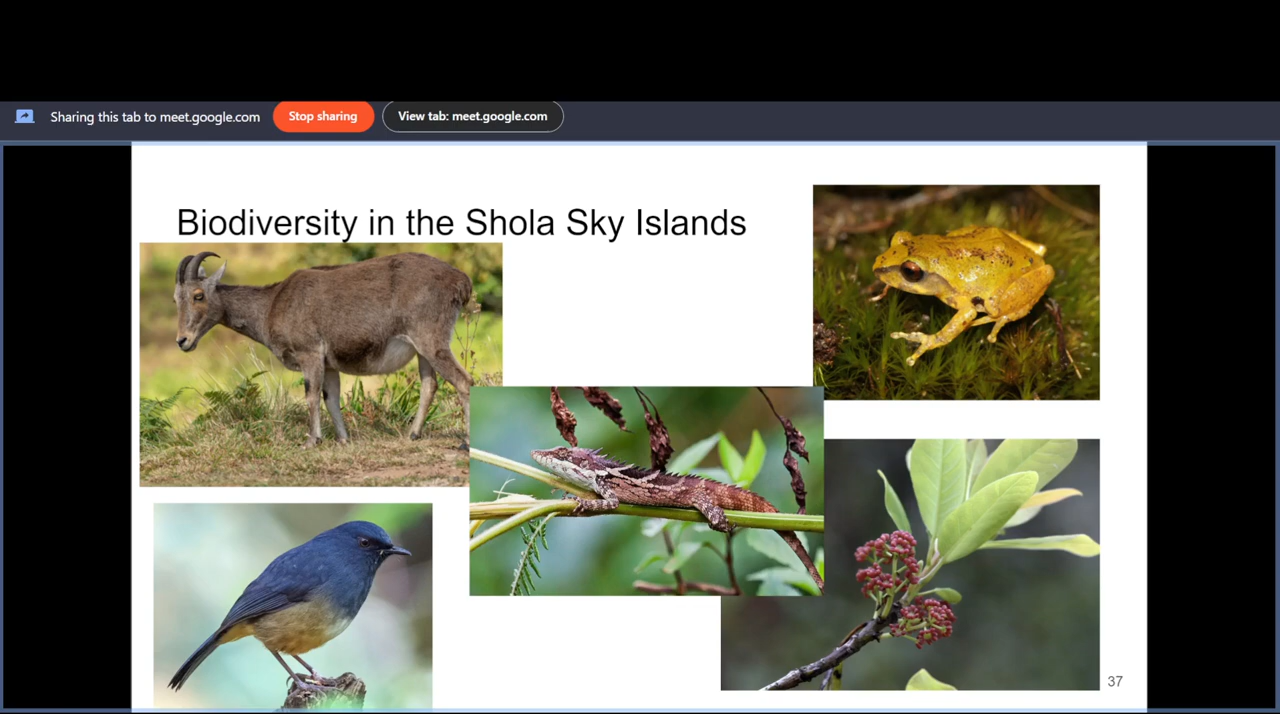 Sharing this tab to meet.google.com
Stop sharing
View tab: meet.google.com
Biodiversity in the Shola Sky Islands
37